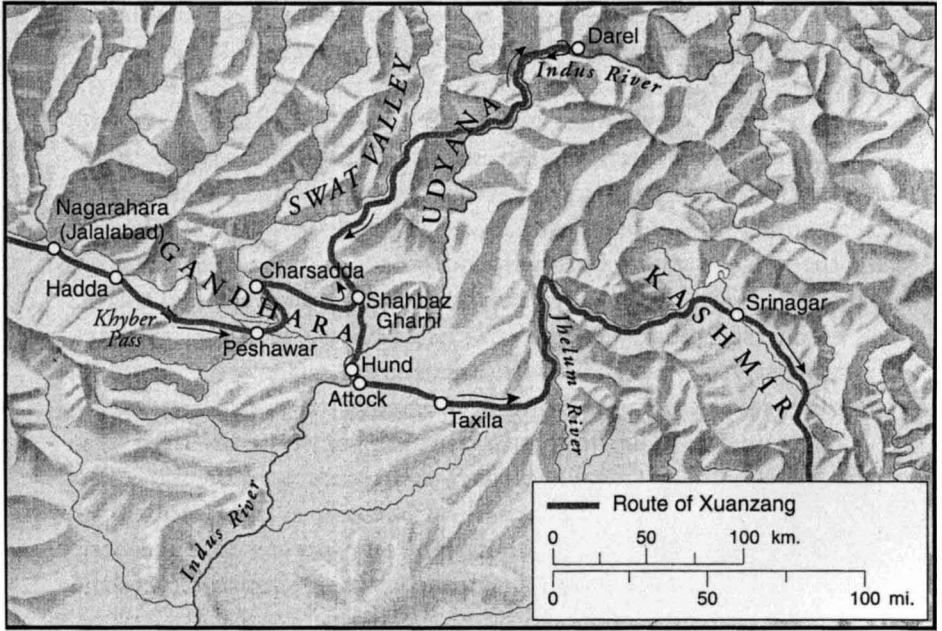 Darel
Indus River
SWAT VALLEY
UDYANA
Nagarahara
(Jalalabad)
GANDHARA
Hadda
Charsadda
Khyber
Pass
Shahbaz
Gharhi
Peshawar
KASHMIR
Srinagar
Jhelum River
Hund
Attock
Taxila
Indus River
Route of Xuanzang
0 50 100 km.
0 50 100 mi.